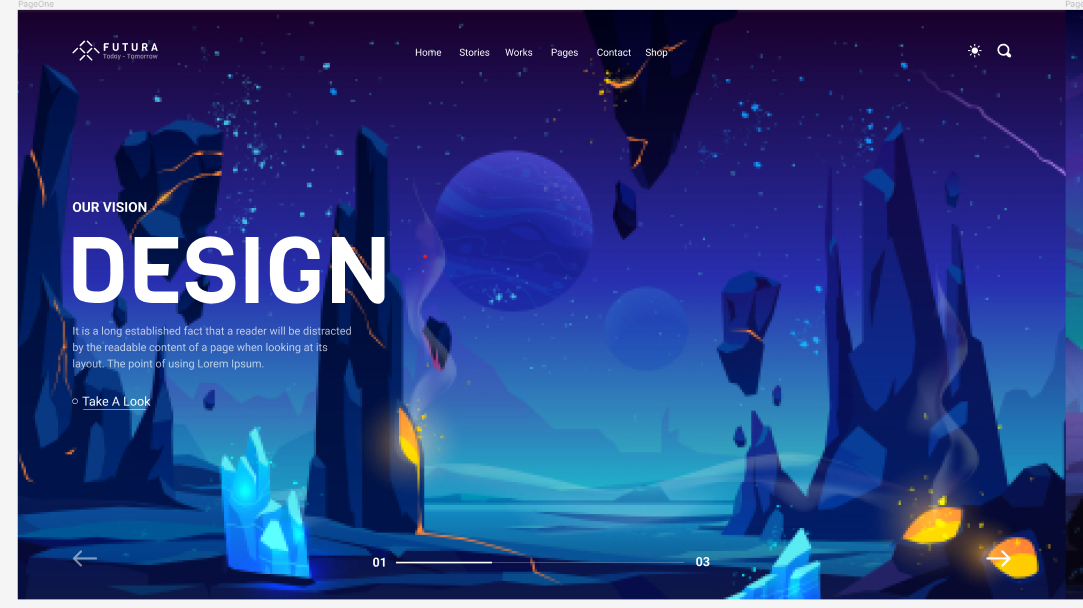 PageOne
Page
FUTURA
Today - Tomorrow
Home Stories Works Pages Contact Shop
OUR VISION
DESIGN
It is a long established fact that a reader will be distracted
by the readable content of a page when looking at its
layout. The point of using Lorem Ipsum.
Take A Look
01 03